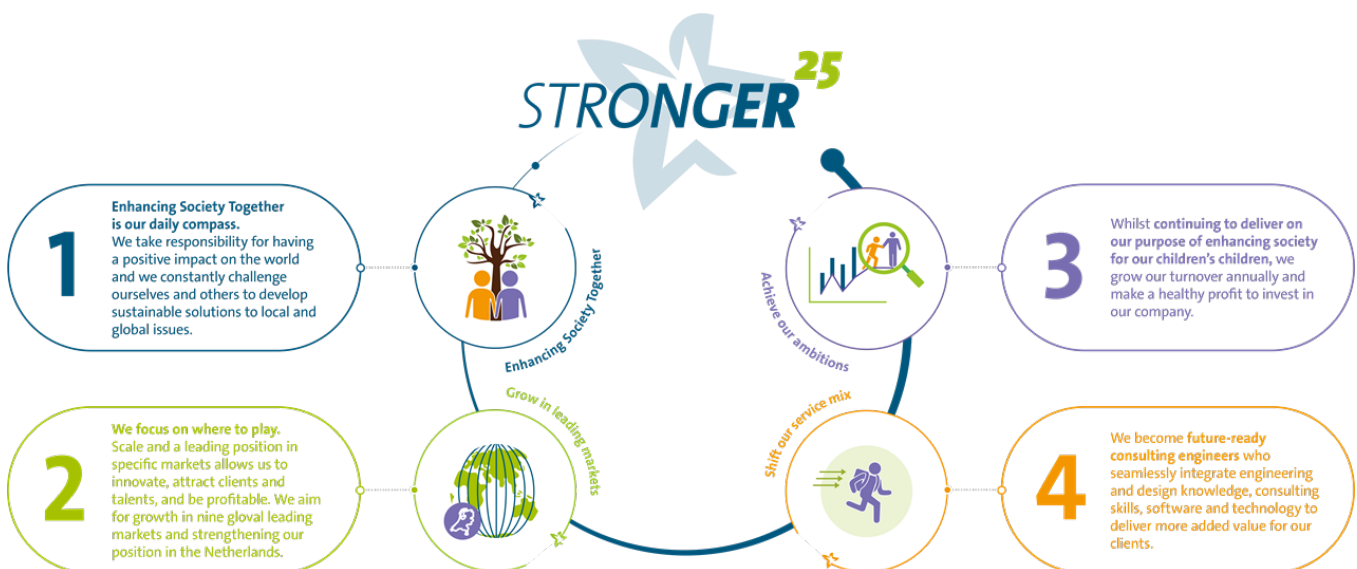 STRONGER 25
1
Enhancing Society Together
is our daily compass.
We take responsibility for having
a positive impact on the world
and we constantly challenge
ourselves and others to develop
sustainable solutions to local and
global issues.
Enhancing Society Together
2
We focus on where to play.
Scale and a leading position in
specific markets allows us to
innovate, attract clients and
talents, and be profitable. We aim
for growth in nine gloval leading
markets and strengthening our
position in the Netherlands.
Grow in leading markets
Achieve our ambitions
3
Whilst continuing to deliver on
our purpose of enhancing society
for our children's children, we
grow our turnover annually and
make a healthy profit to invest in
our company.
Shift our service mix
4
We become future-ready
consulting engineers who
seamlessly integrate engineering
and design knowledge, consulting
skills, software and technology to
deliver more added value for our
clients.